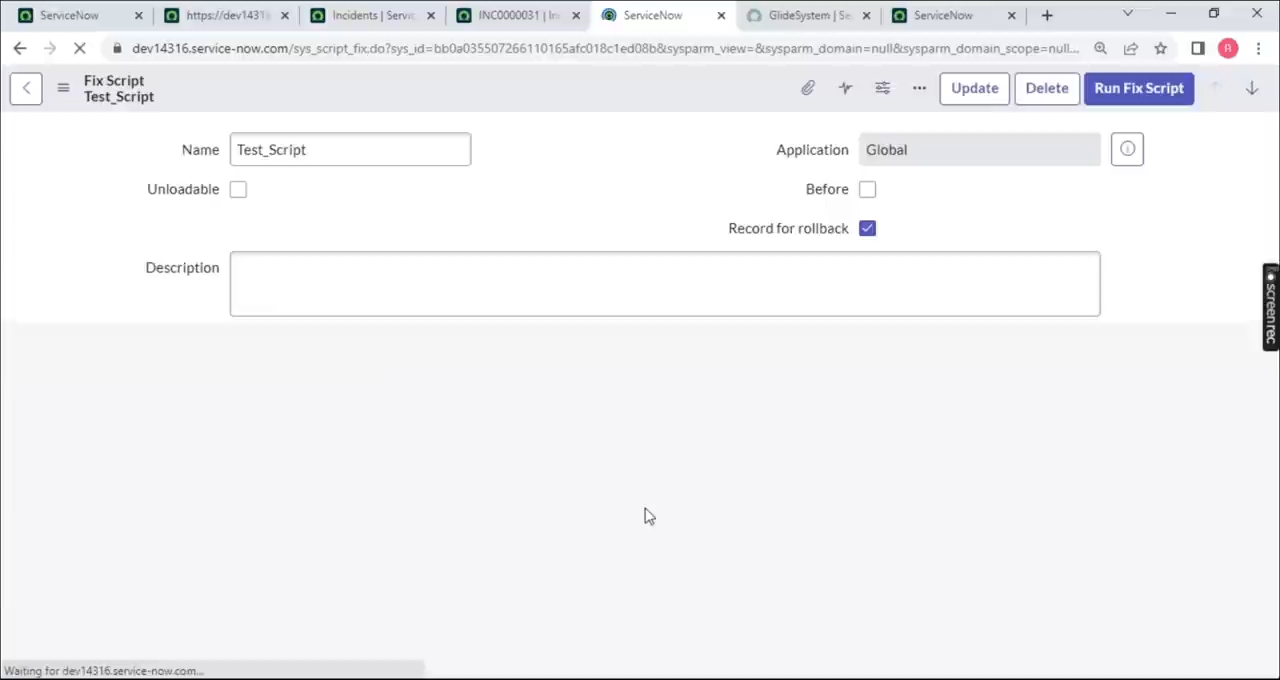 ServiceNow
https://dev1431
Incidents | Servic
INC0000031 | In
ServiceNow
GlideSystem | Se
ServiceNow
dev14316.service-now.com/sys_script_fix.do?sys_id=bb0a035507266110165afc018c1ed08b&sysparm_view=&sysparm_domain=null&sysparm_domain_scope=null...
R
Fix Script
Test_Script
Update
Delete
Run Fix Script
Name
Test_Script
Application
Global
Unloadable
Before
Record for rollback
Description
screenrec
Waiting for dev14316.service-now.com...